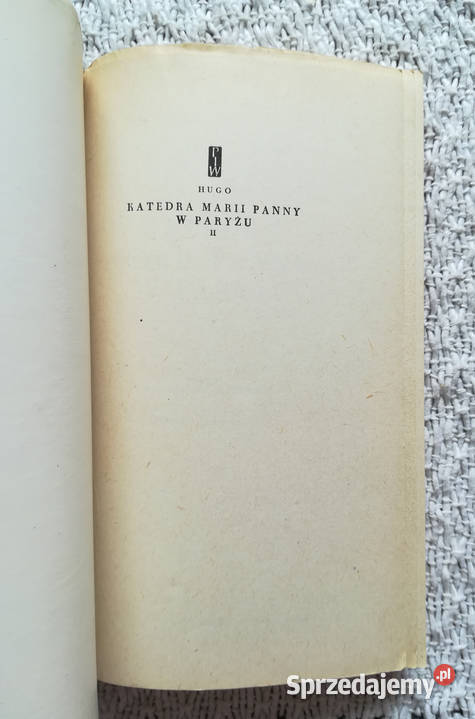 PIW
HUGO
KATEDRA MARII PANNY
W PARYŻU
II
Sprzedajemy.pl